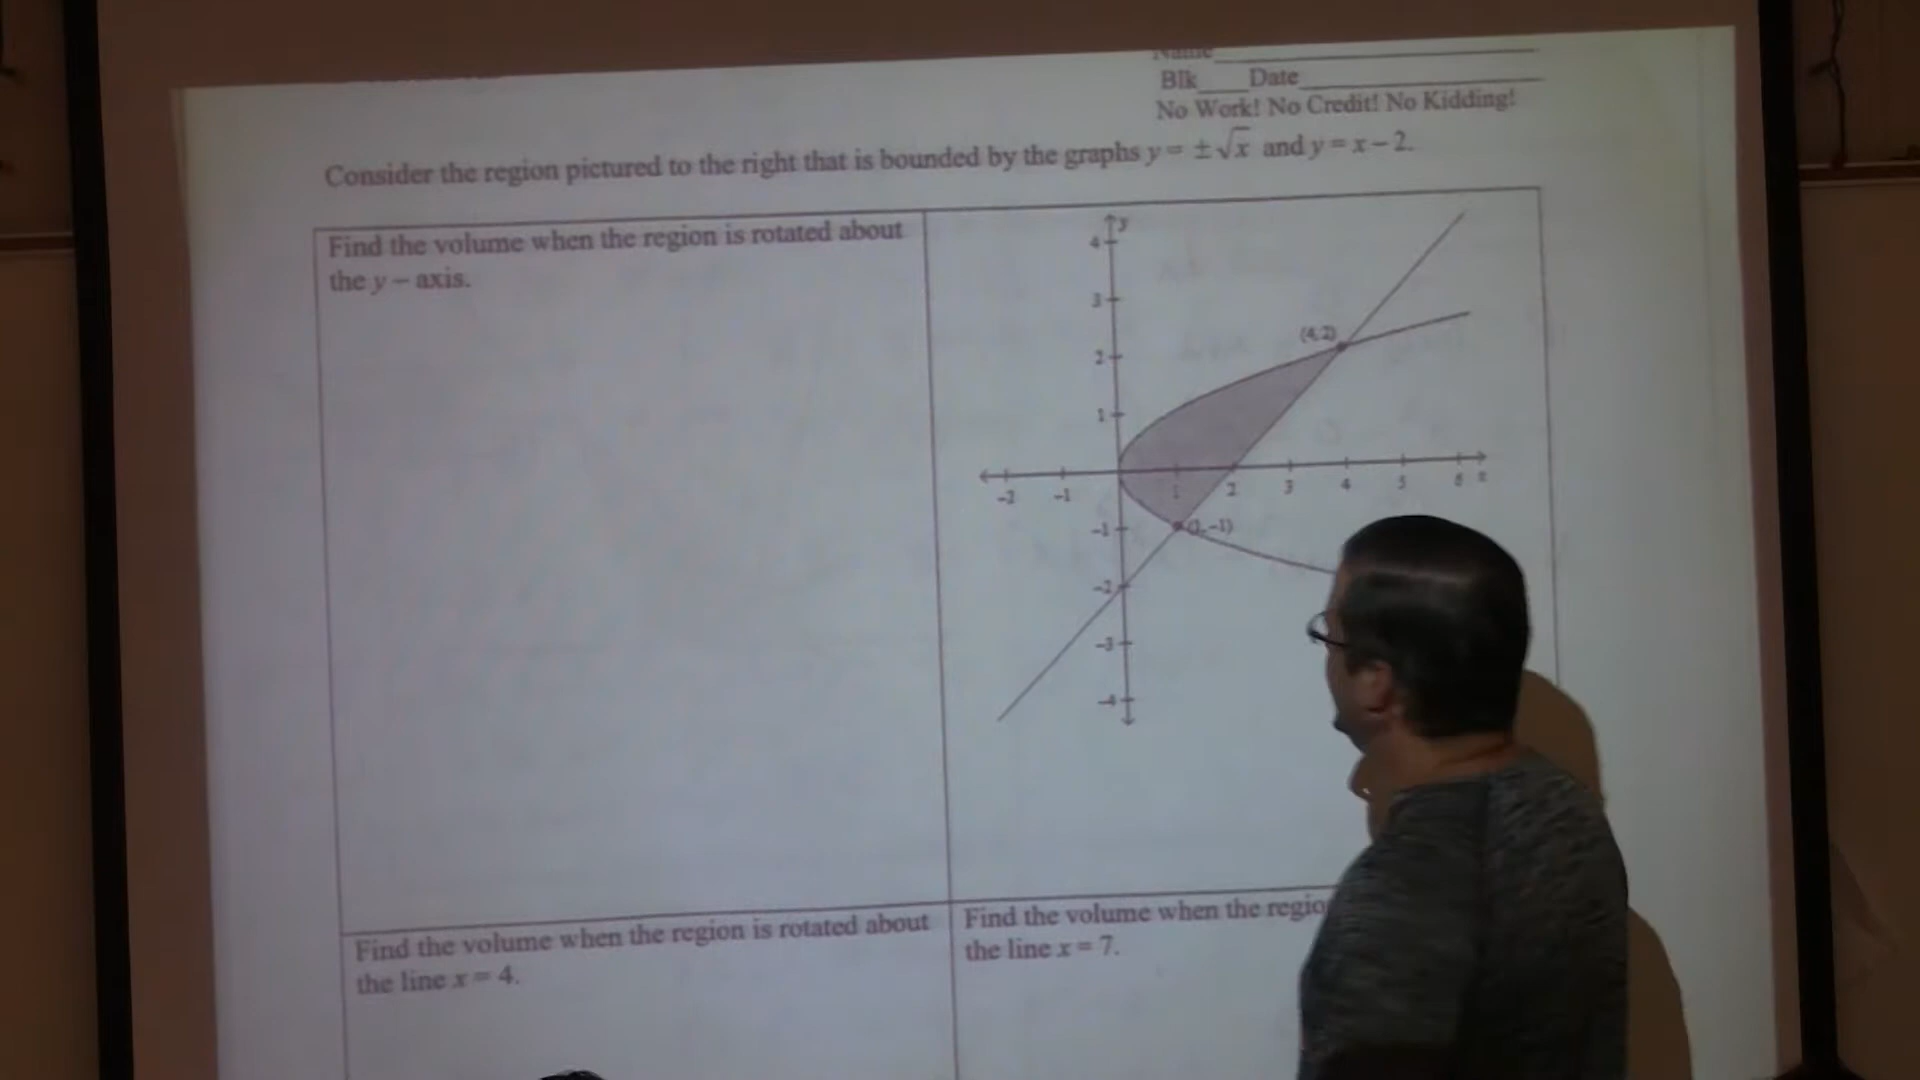 Name
Blk Date
No Work! No Credit! No Kidding!
Consider the region pictured to the right that is bounded by the graphs y = ±√x and y = x – 2.
Find the volume when the region is rotated about
the y – axis.
y
4
3
(4,2)
2
1
-2 -1 1 2 3 4 5 6 x
-1 (1,-1)
-2
-3
-4
Find the volume when the region is rotated about
the line x = 4.
Find the volume when the regio
the line x = 7.